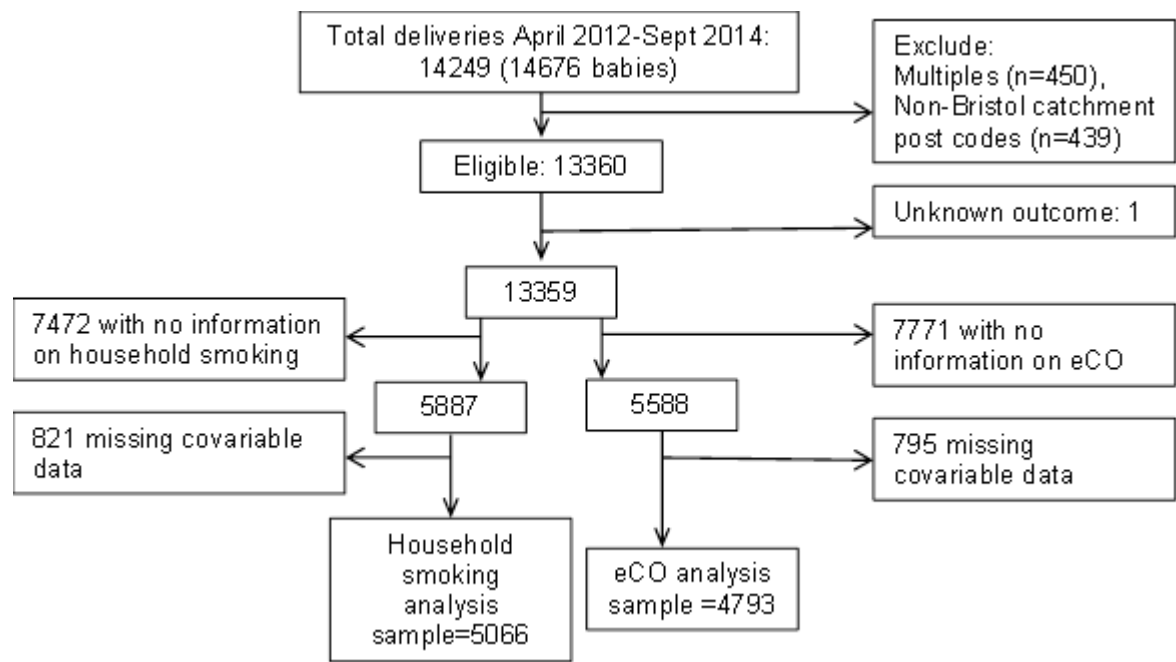 Total deliveries April 2012-Sept 2014:
14249 (14676 babies)
Exclude:
Multiples (n=450),
Non-Bristol catchment
post codes (n=439)
Eligible: 13360
Unknown outcome: 1
13359
7472 with no information
on household smoking
7771 with no
information on eCO
5887
5588
821 missing covariable
data
795 missing
covariable data
Household
smoking
analysis
sample=5066
eCO analysis
sample =4793